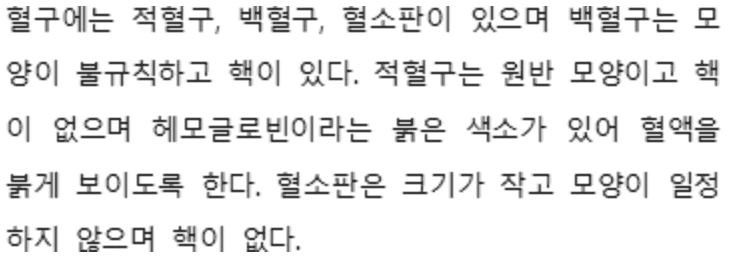 혈구에는 적혈구, 백혈구, 혈소판이 있으며 백혈구는 모
양이 불규칙하고 핵이 있다. 적혈구는 원반 모양이고 핵
이 없으며 헤모글로빈이라는 붉은 색소가 있어 혈액을
붉게 보이도록 한다. 혈소판은 크기가 작고 모양이 일정
하지 않으며 핵이 없다.